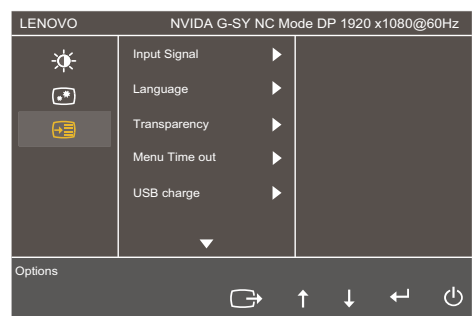 LENOVO NVIDA G-SY NC Mode DP 1920 x1080@60Hz
Input Signal
Language
Transparency
Menu Time out
USB charge
Options